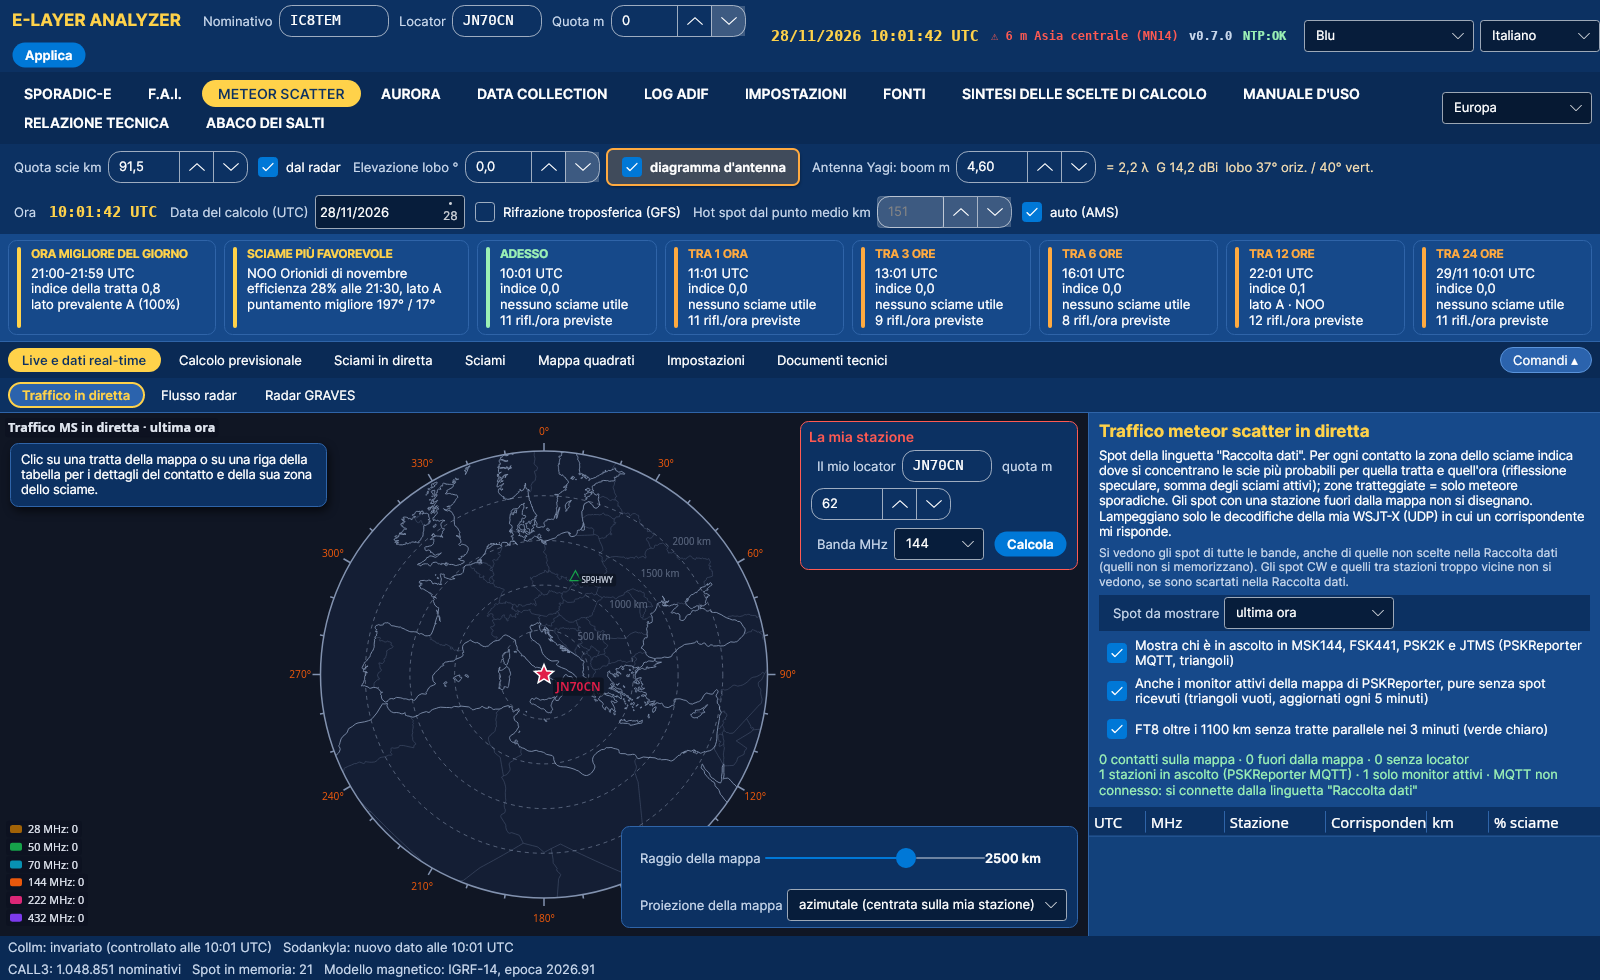 E-LAYER ANALYZER
Nominativo IC8TEM Locator JN70CN Quota m 0
28/11/2026 10:01:42 UTC ⚠ 6 m Asia centrale (MN14) v0.7.0 NTP:OK Blu Italiano
Applica
SPORADIC-E F.A.I. METEOR SCATTER AURORA DATA COLLECTION LOG ADIF IMPOSTAZIONI FONTI SINTESI DELLE SCELTE DI CALCOLO MANUALE D'USO
RELAZIONE TECNICA ABACO DEI SALTI
Europa
Quota scie km 91,5 dal radar Elevazione lobo ° 0,0 diagramma d'antenna Antenna Yagi: boom m 4,60 = 2,2 λ G 14,2 dBi lobo 37° oriz. / 40° vert.
Ora 10:01:42 UTC Data del calcolo (UTC) 28/11/2026 28 Rifrazione troposferica (GFS) Hot spot dal punto medio km 151 auto (AMS)
ORA MIGLIORE DEL GIORNO
21:00-21:59 UTC
indice della tratta 0,8
lato prevalente A (100%)
SCIAME PIÙ FAVOREVOLE
NOO Orionidi di novembre
efficienza 28% alle 21:30, lato A
puntamento migliore 197° / 17°
ADESSO
10:01 UTC
indice 0,0
nessuno sciame utile
11 rifl./ora previste
TRA 1 ORA
11:01 UTC
indice 0,0
nessuno sciame utile
11 rifl./ora previste
TRA 3 ORE
13:01 UTC
indice 0,0
nessuno sciame utile
9 rifl./ora previste
TRA 6 ORE
16:01 UTC
indice 0,0
nessuno sciame utile
8 rifl./ora previste
TRA 12 ORE
22:01 UTC
indice 0,1
lato A · NOO
12 rifl./ora previste
TRA 24 ORE
29/11 10:01 UTC
indice 0,0
nessuno sciame utile
11 rifl./ora previste
Live e dati real-time Calcolo previsionale Sciami in diretta Sciami Mappa quadrati Impostazioni Documenti tecnici Comandi ▴
Traffico in diretta Flusso radar Radar GRAVES
Traffico MS in diretta · ultima ora
Clic su una tratta della mappa o su una riga della
tabella per i dettagli del contatto e della sua zona
dello sciame.
0°
30°
60°
90°
120°
180°
210°
240°
270°
300°
330°
2000 km
1500 km
1000 km
500 km
SP9HWY
JN70CN
La mia stazione
Il mio locator JN70CN quota m
62
Banda MHz 144 Calcola
28 MHz: 0
50 MHz: 0
70 MHz: 0
144 MHz: 0
222 MHz: 0
432 MHz: 0
Raggio della mappa 2500 km
Proiezione della mappa azimutale (centrata sulla mia stazione)
Traffico meteor scatter in diretta
Spot della linguetta "Raccolta dati". Per ogni contatto la zona dello sciame indica
dove si concentrano le scie più probabili per quella tratta e quell'ora (riflessione
speculare, somma degli sciami attivi); zone tratteggiate = solo meteore
sporadiche. Gli spot con una stazione fuori dalla mappa non si disegnano.
Lampeggiano solo le decodifiche della mia WSJT-X (UDP) in cui un corrispondente
mi risponde.
Si vedono gli spot di tutte le bande, anche di quelle non scelte nella Raccolta dati
(quelli non si memorizzano). Gli spot CW e quelli tra stazioni troppo vicine non si
vedono, se sono scartati nella Raccolta dati.
Spot da mostrare ultima ora
Mostra chi è in ascolto in MSK144, FSK441, PSK2K e JTMS (PSKReporter
MQTT, triangoli)
Anche i monitor attivi della mappa di PSKReporter, pure senza spot
ricevuti (triangoli vuoti, aggiornati ogni 5 minuti)
FT8 oltre i 1100 km senza tratte parallele nei 3 minuti (verde chiaro)
0 contatti sulla mappa · 0 fuori dalla mappa · 0 senza locator
1 stazioni in ascolto (PSKReporter MQTT) · 1 solo monitor attivi · MQTT non
connesso: si connette dalla linguetta "Raccolta dati"
UTC MHz Stazione Corrisponden km % sciame
Collm: invariato (controllato alle 10:01 UTC) Sodankyla: nuovo dato alle 10:01 UTC
CALL3: 1.048.851 nominativi Spot in memoria: 21 Modello magnetico: IGRF-14, epoca 2026.91